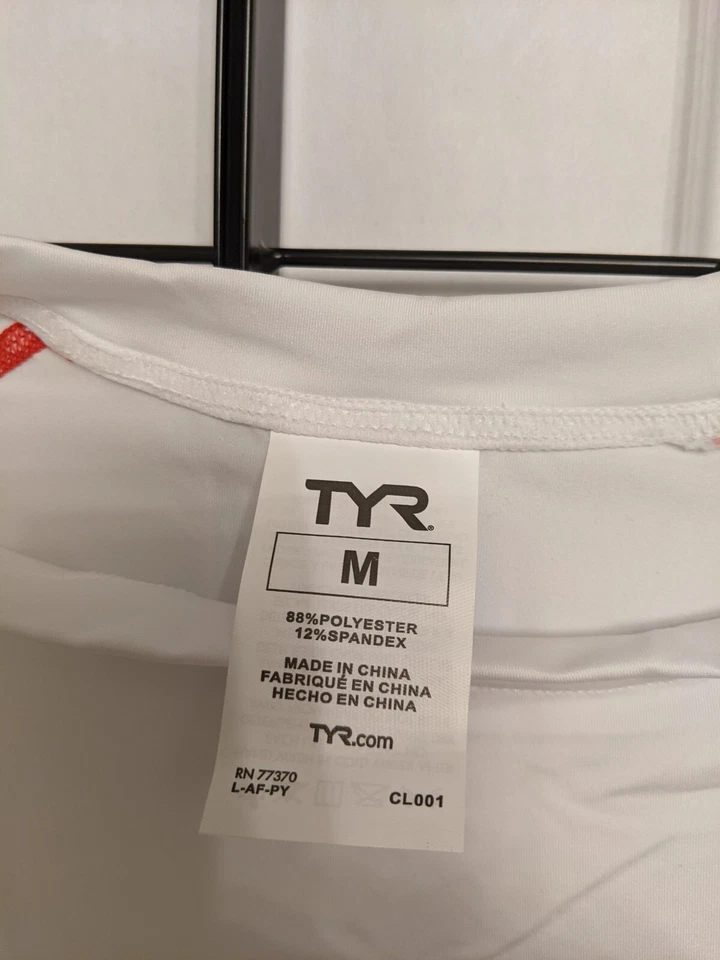 TYR®
M
88%POLYESTER
12%SPANDEX
MADE IN CHINA
FABRIQUÉ EN CHINA
HECHO EN CHINA
TYR.com
RN 77370
L-AF-PY
CL001